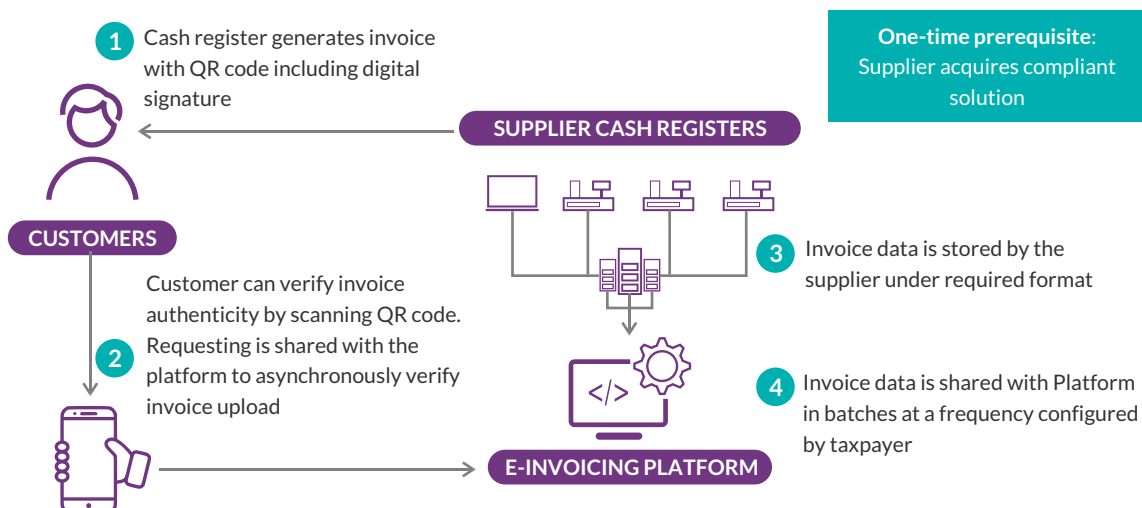 1
Cash register generates invoice
with QR code including digital
signature
One-time prerequisite:
Supplier acquires compliant
solution
SUPPLIER CASH REGISTERS
CUSTOMERS
2
Customer can verify invoice
authenticity by scanning QR code.
Requesting is shared with the
platform to asynchronously verify
invoice upload
3
Invoice data is stored by the
supplier under required format
</>
4
Invoice data is shared with Platform
in batches at a frequency configured
by taxpayer
E-INVOICING PLATFORM